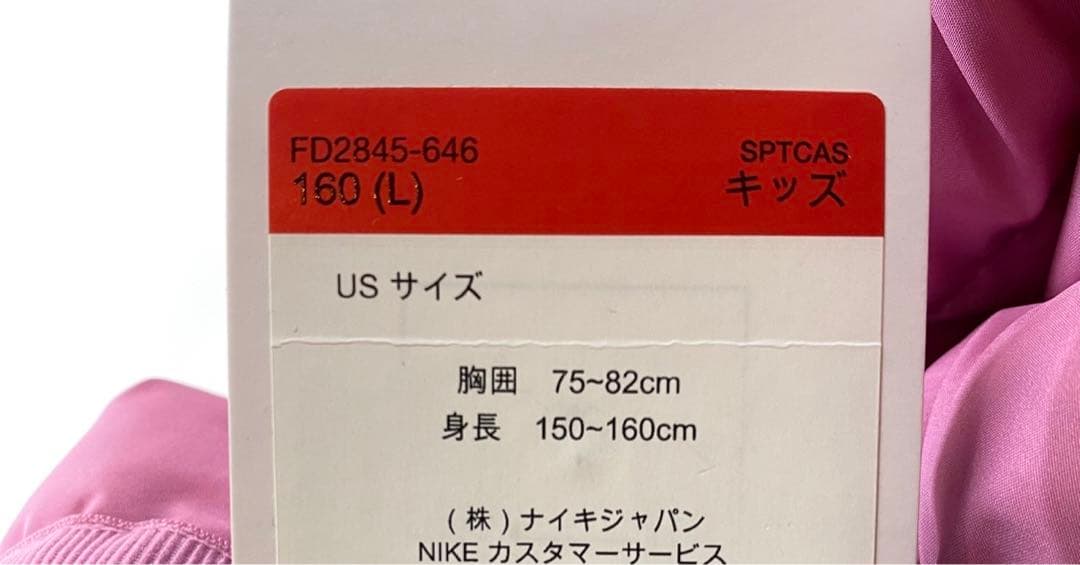 FD2845-646 SPTCAS
160 (L) キッズ
US サイズ
胸囲 75~82cm
身長 150~160cm
(株)ナイキジャパン
NIKE カスタマーサービス